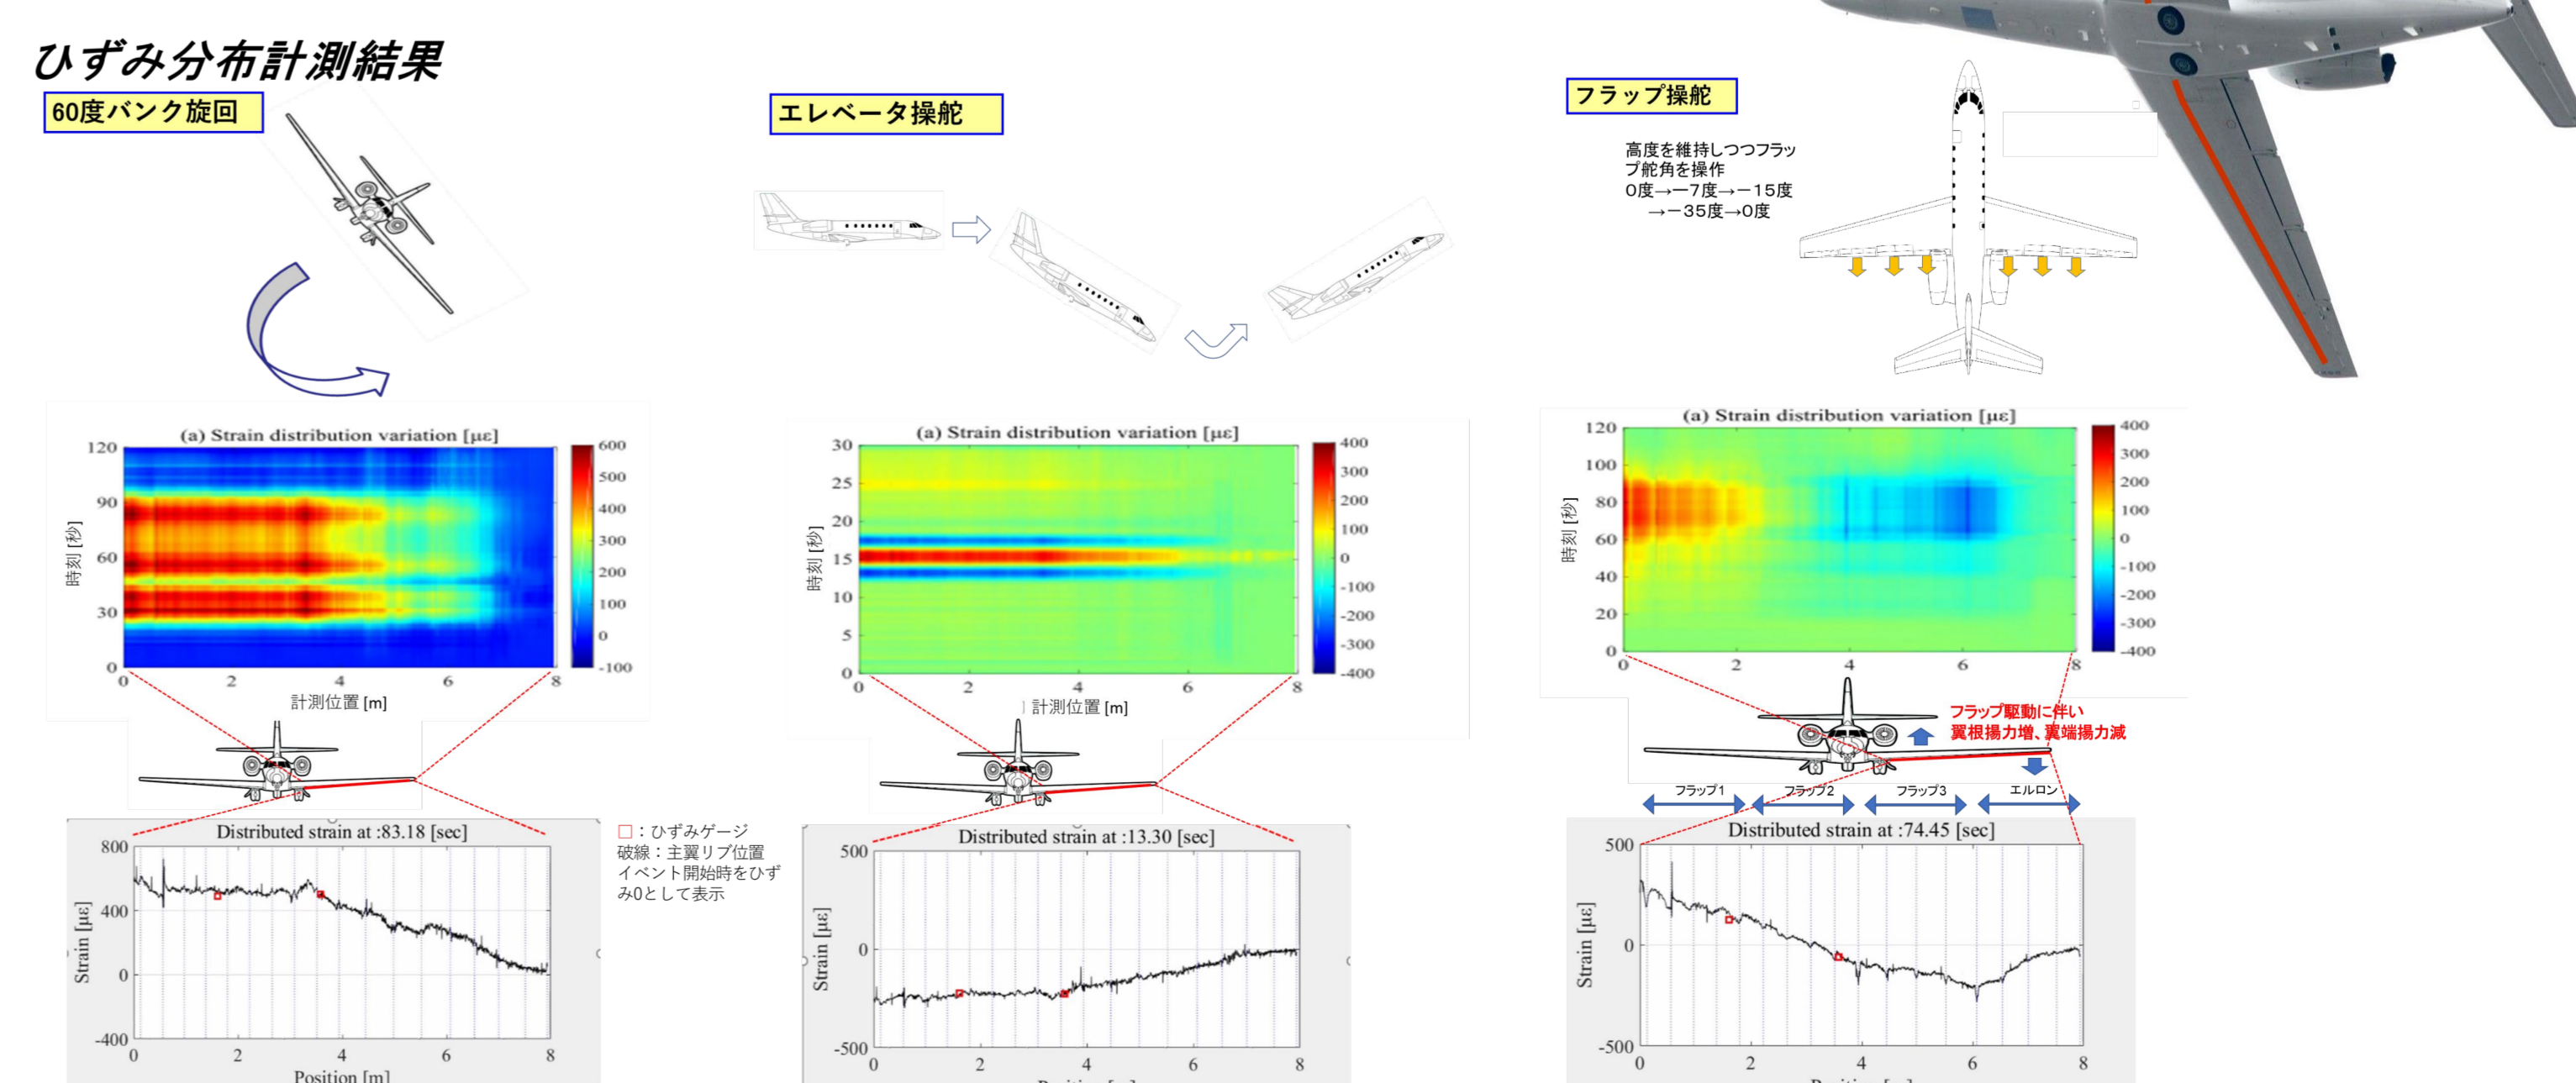 ひずみ分布計測結果
60度バンク旋回
(a) Strain distribution variation [με]
時刻 [秒]
120
90
60
30
0
0 2 4 6 8
計測位置 [m]
600
500
400
300
200
100
0
-100
Distributed strain at :83.18 [sec]
Strain [με]
800
400
0
-400
0 2 4 6 8
Position [m]
□：ひずみゲージ
破線：主翼リブ位置
イベント開始時をひず
み0として表示
エレベータ操舵
(a) Strain distribution variation [με]
時刻 [秒]
30
25
20
15
10
5
0
0 2 4 6 8
計測位置 [m]
400
300
200
100
0
-100
-200
-300
-400
Distributed strain at :13.30 [sec]
Strain [με]
500
0
-500
0 2 4 6 8
フラップ操舵
高度を維持しつつフラッ
プ舵角を操作
0度→ー7度→－15度
→－35度→0度
(a) Strain distribution variation [με]
時刻 [秒]
120
100
80
60
40
20
0
0 2 4 6 8
400
300
200
100
0
-100
-200
-300
-400
フラップ駆動に伴い
翼根揚力増、翼端揚力減
フラップ1 フラップ2 フラップ3 エルロン
Distributed strain at :74.45 [sec]
Strain [με]
500
0
-500
0 2 4 6 8